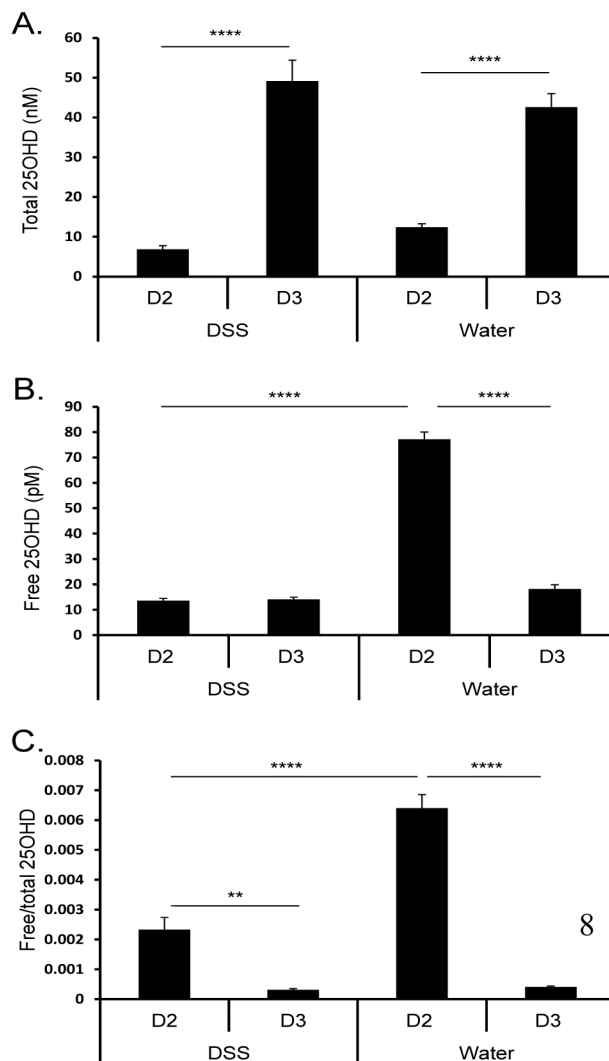 A.
Total 25OHD (nM)
60
50
40
30
20
10
0
****
****
D2 D3 D2 D3
DSS Water
B.
Free 25OHD (pM)
90
80
70
60
50
40
30
20
10
0
****
****
D2 D3 D2 D3
DSS Water
C.
Free/total 25OHD
0.008
0.007
0.006
0.005
0.004
0.003
0.002
0.001
0
****
****
**
8
D2 D3 D2 D3
DSS Water